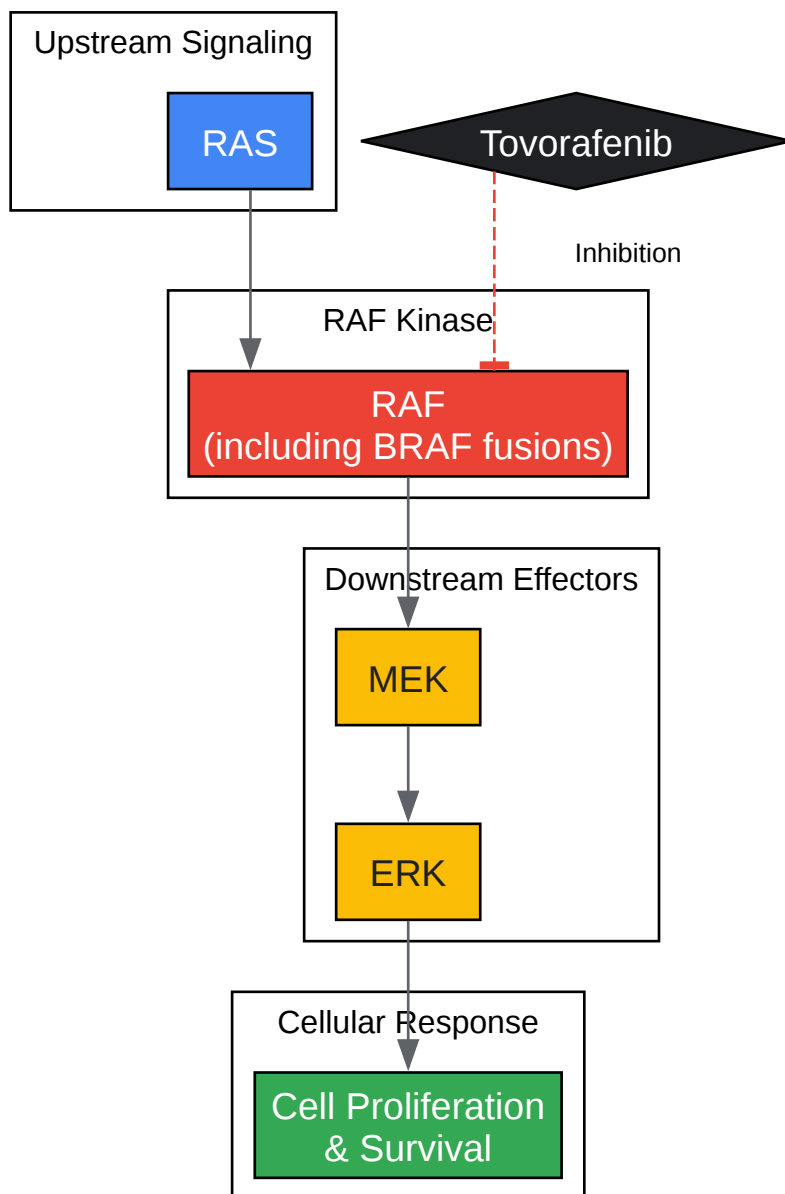 Upstream Signaling
RAS
Tovorafenib
Inhibition
RAF Kinase
RAF
(including BRAF fusions)
Downstream Effectors
MEK
ERK
Cellular Response
Cell Proliferation
& Survival